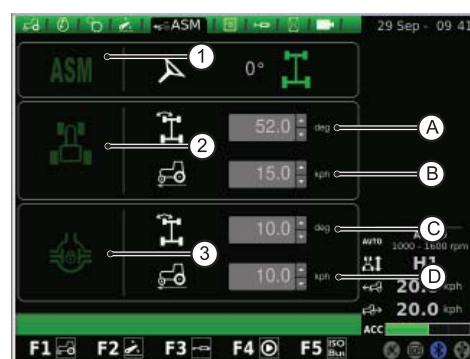 ASM
29 Sep - 09 41
1
ASM
0°
A
52.0 deg
2
B
15.0 kph
C
10.0 deg
3
D
10.0 kph
AUTO
1000 - 1600 rpm
H1
20.0 kph
20.0 kph
ACC
F1 F2 F3 F4 F5 ISO Bus